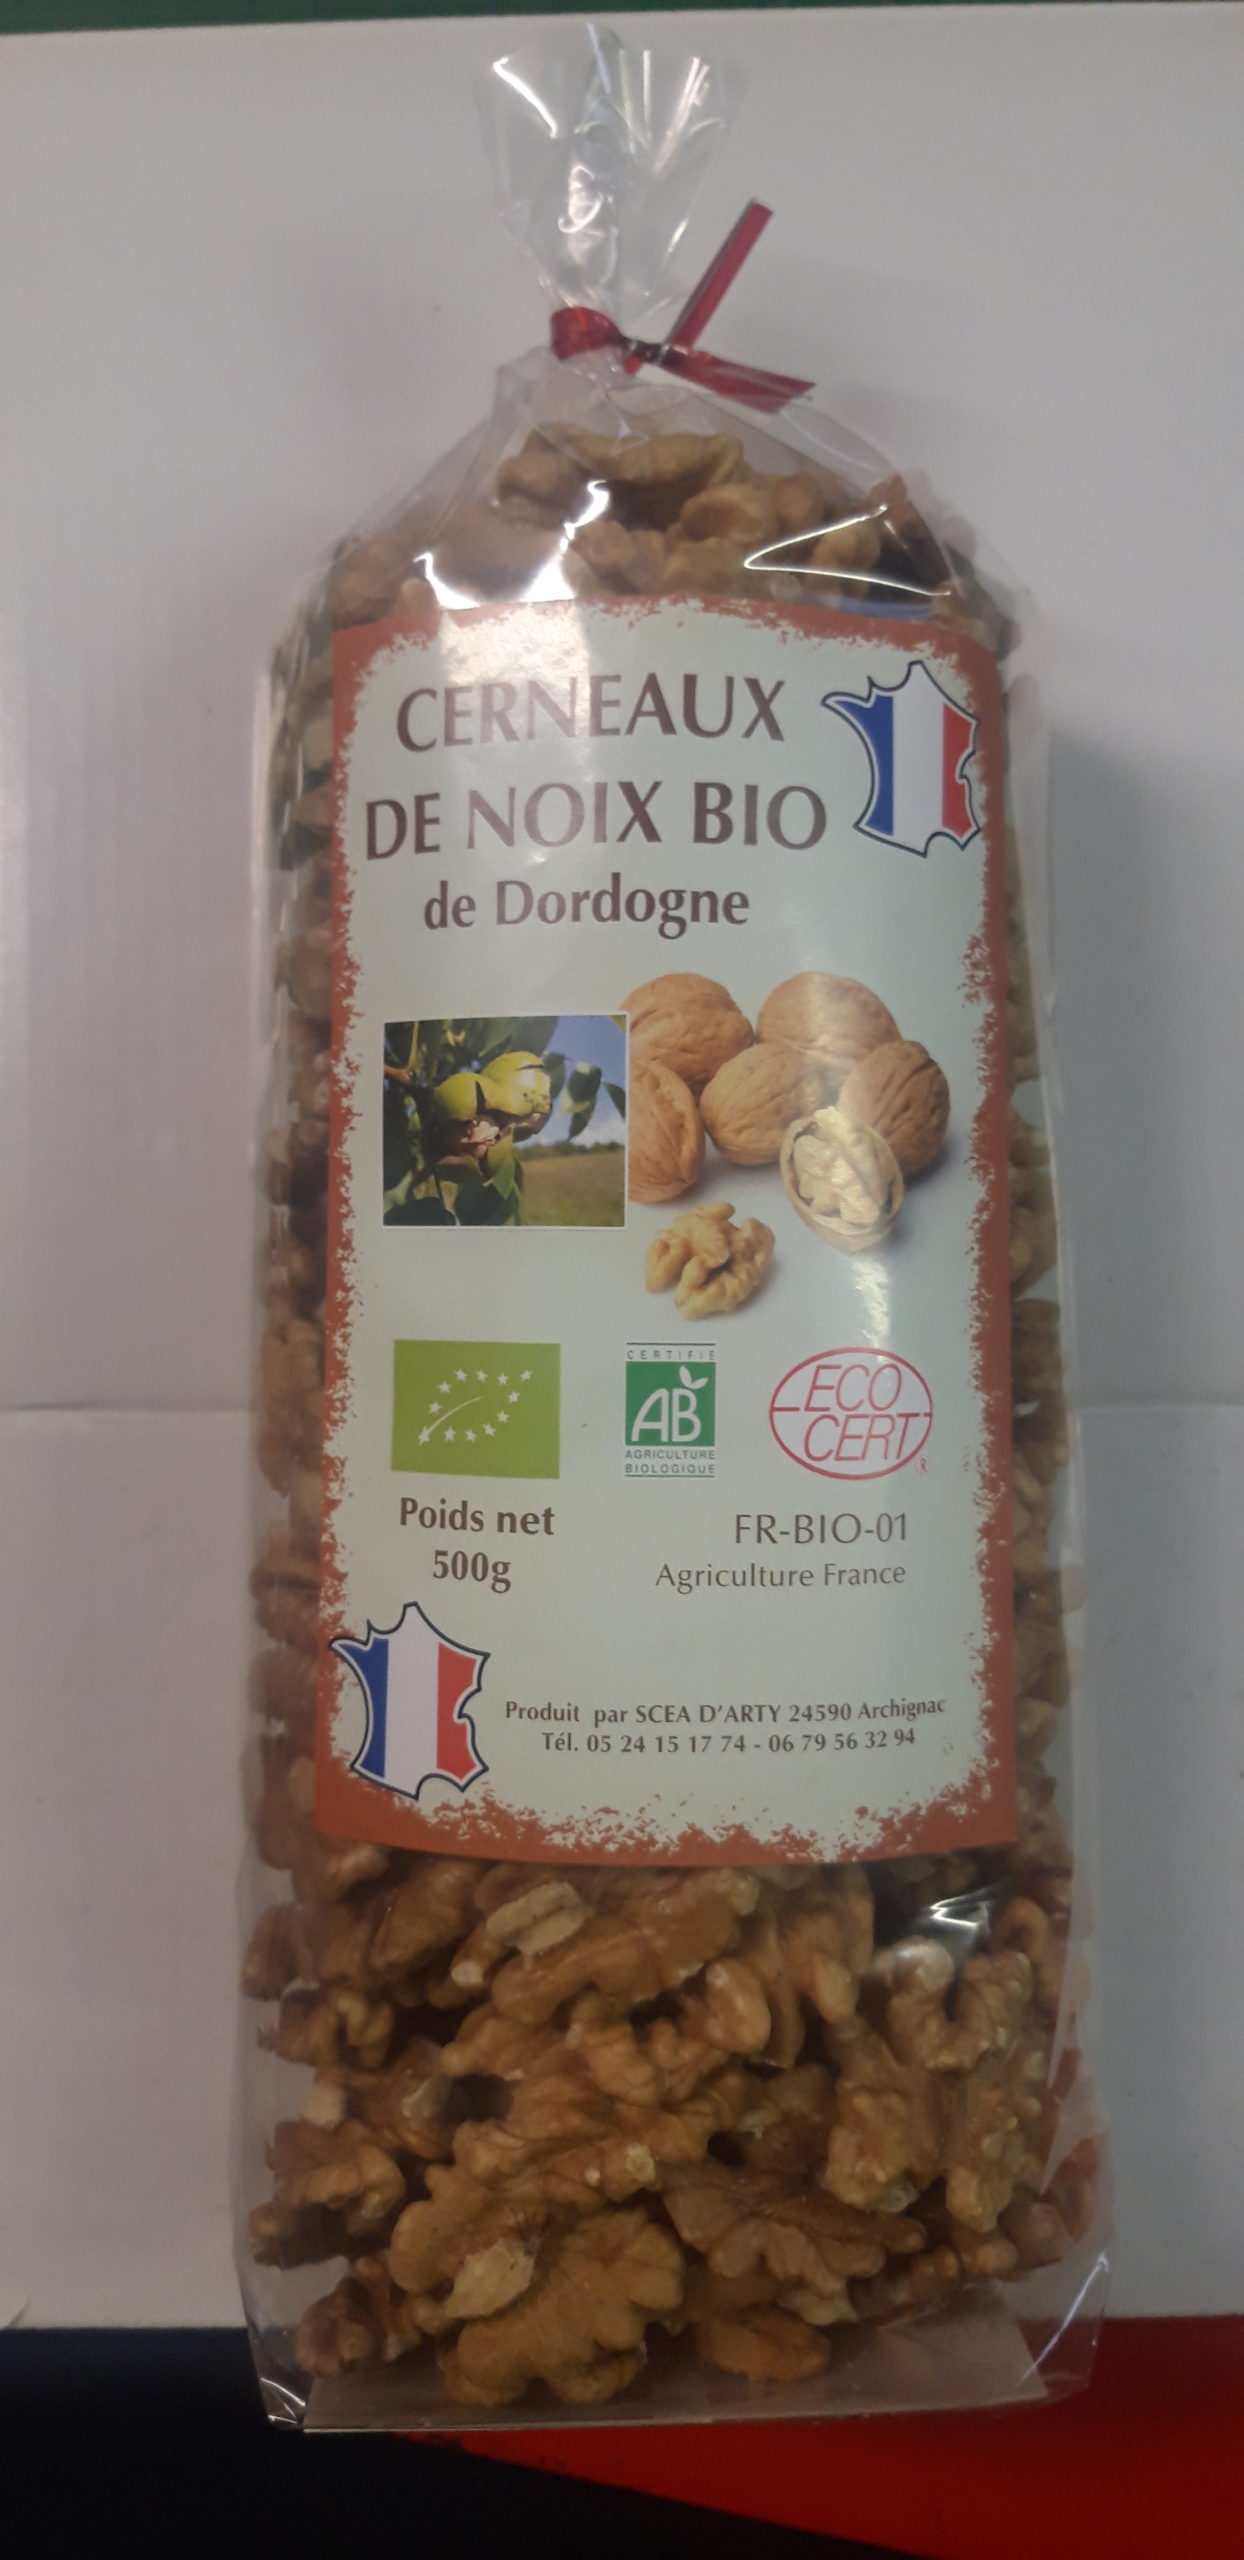 CERNEAUX
DE NOIX BIO
de Dordogne
CERTIFIÉ
AB
AGRICULTURE
BIOLOGIQUE
ECO
CERT
®
Poids net
500g
FR-BIO-01
Agriculture France
Produit par SCEA D'ARTY 24590 Archignac
Tél. 05 24 15 17 74 - 06 79 56 32 94